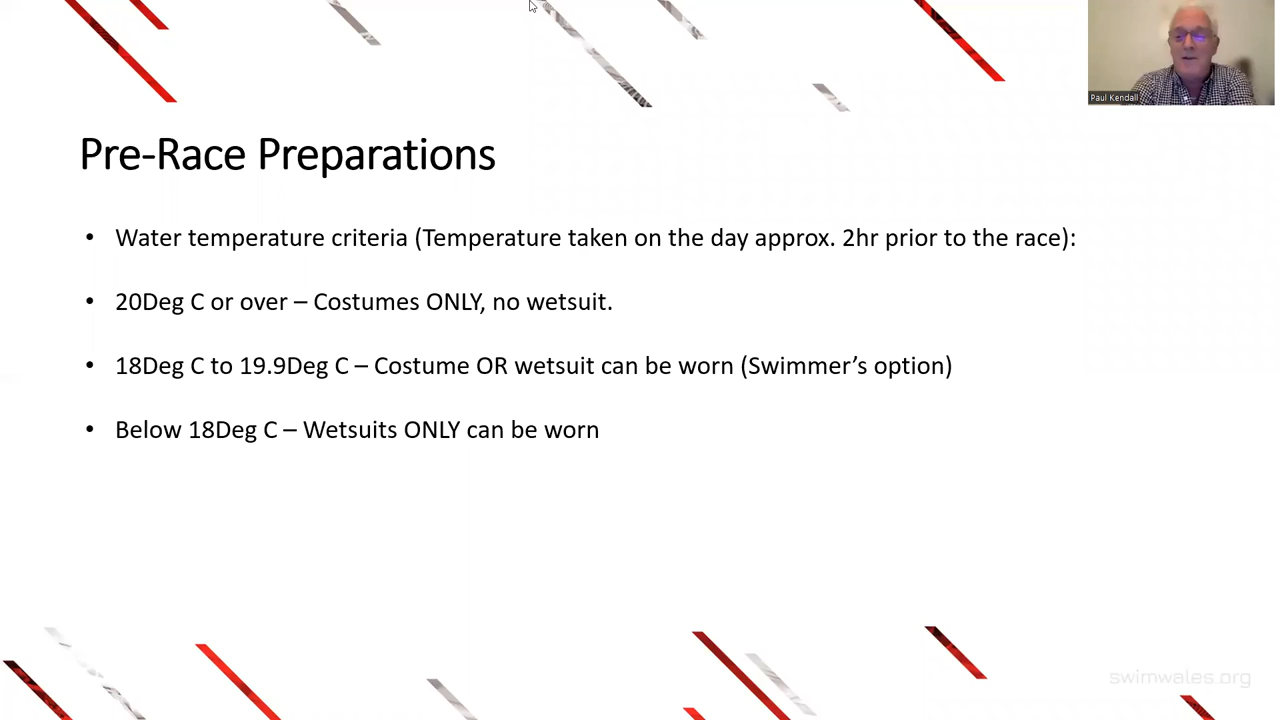 Paul Kendall
Pre-Race Preparations
• Water temperature criteria (Temperature taken on the day approx. 2hr prior to the race):
• 20Deg C or over – Costumes ONLY, no wetsuit.
• 18Deg C to 19.9Deg C – Costume OR wetsuit can be worn (Swimmer’s option)
• Below 18Deg C – Wetsuits ONLY can be worn
swimwales.org